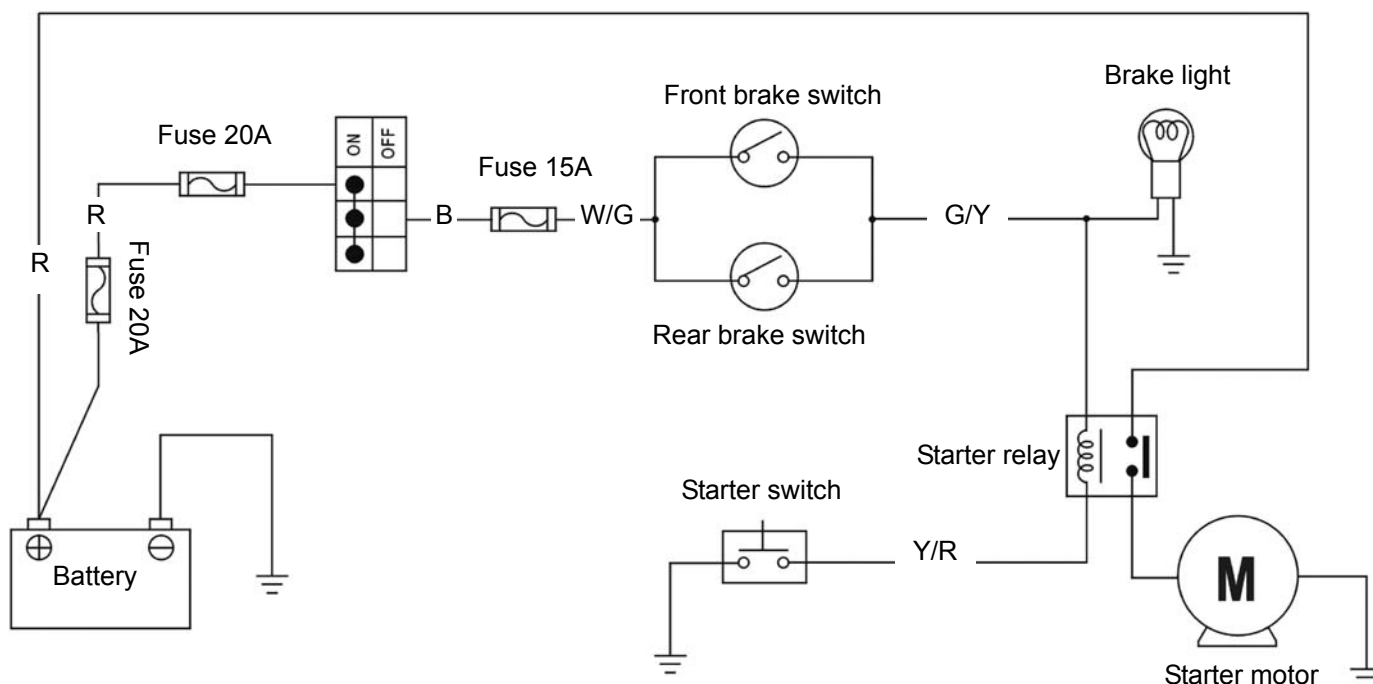 Brake light
Front brake switch
Fuse 20A
ON
OFF
Fuse 15A
R
B
W/G
G/Y
R
Fuse 20A
Rear brake switch
Starter relay
Starter switch
Y/R
Battery
M
Starter motor